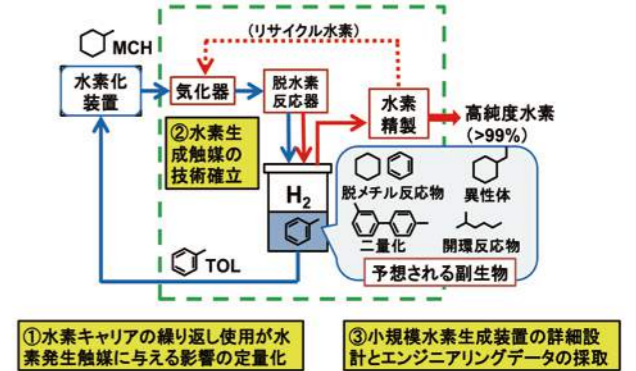 MCH
(リサイクル水素)
水素化
装置
気化器
脱水素
反応器
水素
精製
高純度水素
(>99%)
②水素生
成触媒の
技術確立
H2
脱メチル反応物
異性体
二量化
開環反応物
予想される副生物
TOL
①水素キャリアの繰り返し使用が水
素発生触媒に与える影響の定量化
③小規模水素生成装置の詳細設
計とエンジニアリングデータの採取